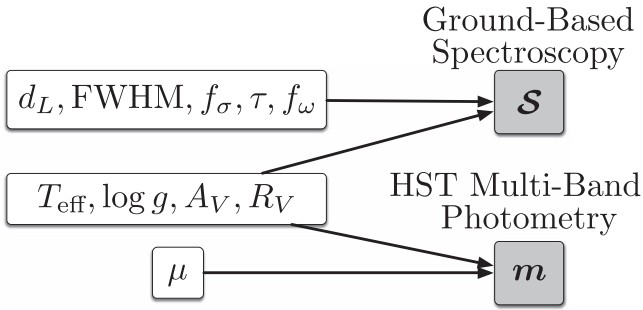 Ground-Based
Spectroscopy
d_L, FWHM, f_σ, τ, f_ω
𝓢
T_eff, log g, A_V, R_V
HST Multi-Band
Photometry
μ
m